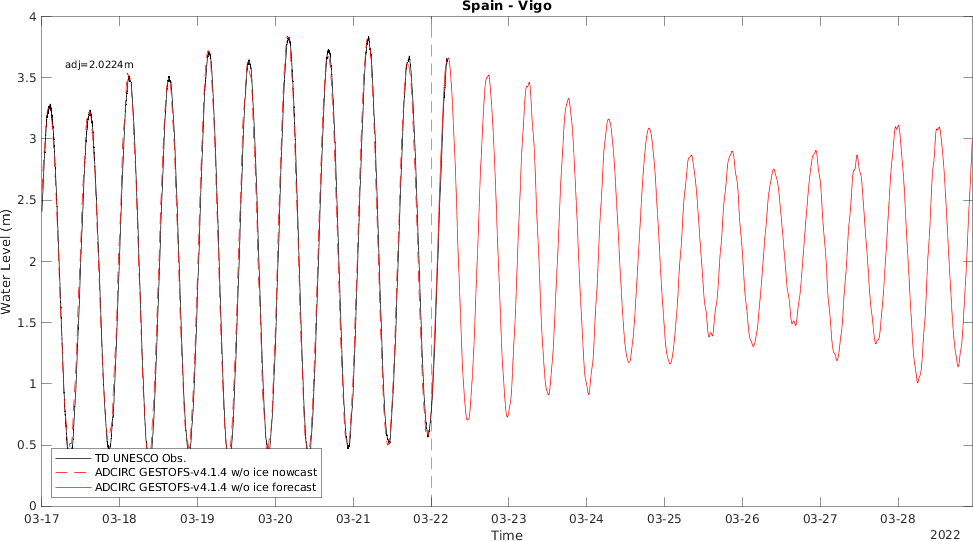 Spain - Vigo
adj=2.0224m
Water Level (m)
4
3.5
3
2.5
2
1.5
1
0.5
0
TD UNESCO Obs.
ADCIRC GESTOFS-v4.1.4 w/o ice nowcast
ADCIRC GESTOFS-v4.1.4 w/o ice forecast
03-17 03-18 03-19 03-20 03-21 03-22 03-23 03-24 03-25 03-26 03-27 03-28
Time
2022